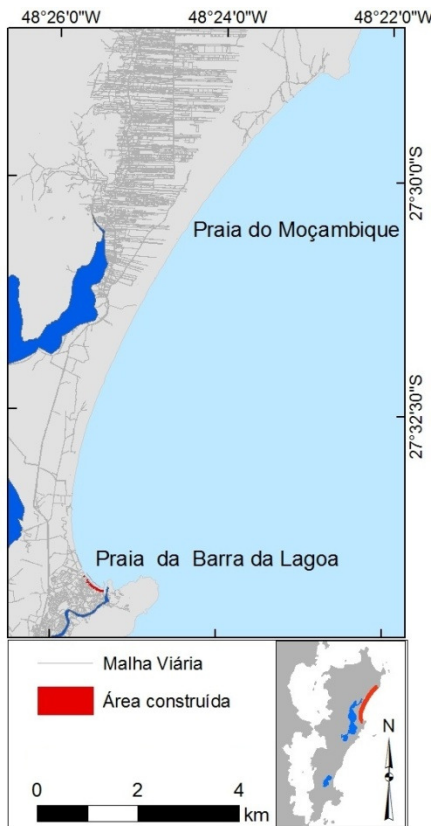 48°26'0"W 48°24'0"W 48°22'0"W
27°30'0"S
Praia do Moçambique
27°32'30"S
Praia da Barra da Lagoa
Malha Viária
Área construída
N
0 2 4
km